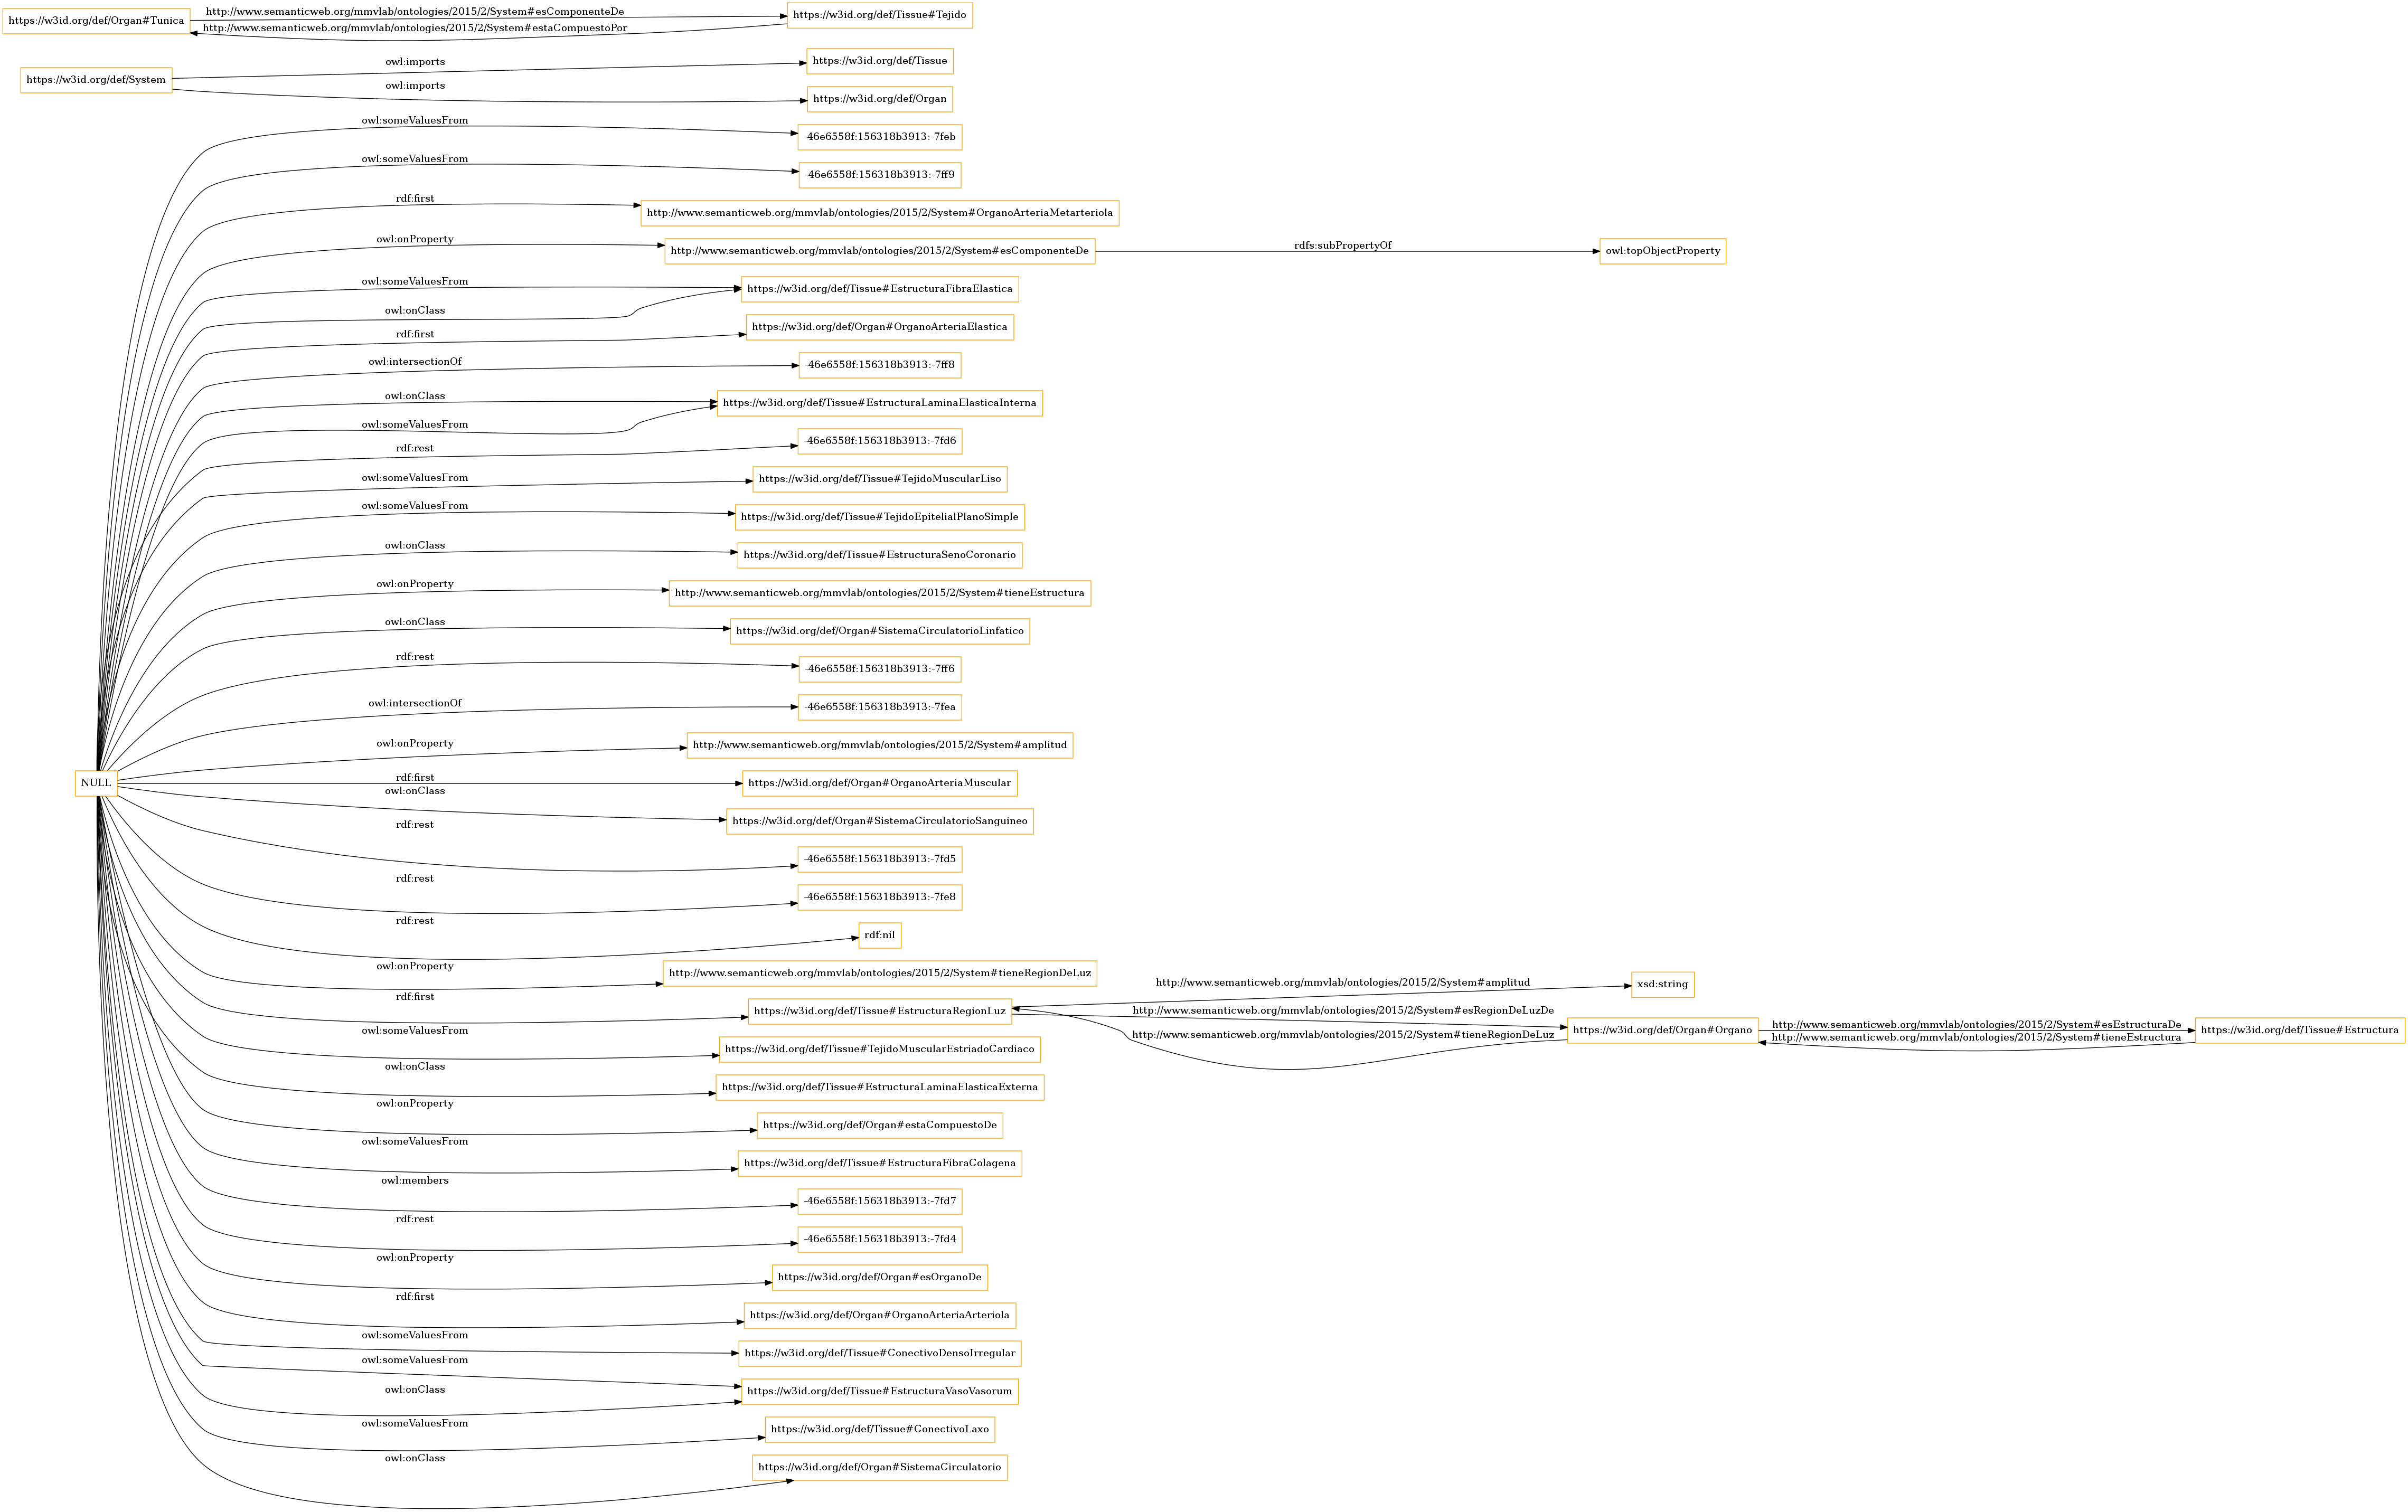 https://w3id.org/def/Organ#Tunica
http://www.semanticweb.org/mmvlab/ontologies/2015/2/System#esComponenteDe
http://www.semanticweb.org/mmvlab/ontologies/2015/2/System#estaCompuestoPor
https://w3id.org/def/Tissue#Tejido
https://w3id.org/def/System
owl:imports
https://w3id.org/def/Tissue
owl:imports
https://w3id.org/def/Organ
owl:someValuesFrom
-46e6558f:156318b3913:-7feb
owl:someValuesFrom
-46e6558f:156318b3913:-7ff9
rdf:first
http://www.semanticweb.org/mmvlab/ontologies/2015/2/System#OrganoArteriaMetarteriola
owl:onProperty
http://www.semanticweb.org/mmvlab/ontologies/2015/2/System#esComponenteDe
rdfs:subPropertyOf
owl:topObjectProperty
owl:someValuesFrom
https://w3id.org/def/Tissue#EstructuraFibraElastica
owl:onClass
rdf:first
https://w3id.org/def/Organ#OrganoArteriaElastica
owl:intersectionOf
-46e6558f:156318b3913:-7ff8
owl:onClass
https://w3id.org/def/Tissue#EstructuraLaminaElasticaInterna
owl:someValuesFrom
rdf:rest
-46e6558f:156318b3913:-7fd6
owl:someValuesFrom
https://w3id.org/def/Tissue#TejidoMuscularLiso
owl:someValuesFrom
https://w3id.org/def/Tissue#TejidoEpitelialPlanoSimple
owl:onClass
https://w3id.org/def/Tissue#EstructuraSenoCoronario
owl:onProperty
http://www.semanticweb.org/mmvlab/ontologies/2015/2/System#tieneEstructura
owl:onClass
https://w3id.org/def/Organ#SistemaCirculatorioLinfatico
rdf:rest
-46e6558f:156318b3913:-7ff6
owl:intersectionOf
-46e6558f:156318b3913:-7fea
owl:onProperty
http://www.semanticweb.org/mmvlab/ontologies/2015/2/System#amplitud
NULL
rdf:first
https://w3id.org/def/Organ#OrganoArteriaMuscular
owl:onClass
https://w3id.org/def/Organ#SistemaCirculatorioSanguineo
rdf:rest
-46e6558f:156318b3913:-7fd5
rdf:rest
-46e6558f:156318b3913:-7fe8
rdf:rest
rdf:nil
owl:onProperty
http://www.semanticweb.org/mmvlab/ontologies/2015/2/System#tieneRegionDeLuz
rdf:first
https://w3id.org/def/Tissue#EstructuraRegionLuz
http://www.semanticweb.org/mmvlab/ontologies/2015/2/System#amplitud
xsd:string
http://www.semanticweb.org/mmvlab/ontologies/2015/2/System#esRegionDeLuzDe
http://www.semanticweb.org/mmvlab/ontologies/2015/2/System#tieneRegionDeLuz
https://w3id.org/def/Organ#Organo
http://www.semanticweb.org/mmvlab/ontologies/2015/2/System#esEstructuraDe
http://www.semanticweb.org/mmvlab/ontologies/2015/2/System#tieneEstructura
https://w3id.org/def/Tissue#Estructura
owl:someValuesFrom
https://w3id.org/def/Tissue#TejidoMuscularEstriadoCardiaco
owl:onClass
https://w3id.org/def/Tissue#EstructuraLaminaElasticaExterna
owl:onProperty
https://w3id.org/def/Organ#estaCompuestoDe
owl:someValuesFrom
https://w3id.org/def/Tissue#EstructuraFibraColagena
owl:members
-46e6558f:156318b3913:-7fd7
rdf:rest
-46e6558f:156318b3913:-7fd4
owl:onProperty
https://w3id.org/def/Organ#esOrganoDe
rdf:first
https://w3id.org/def/Organ#OrganoArteriaArteriola
owl:someValuesFrom
https://w3id.org/def/Tissue#ConectivoDensoIrregular
owl:someValuesFrom
https://w3id.org/def/Tissue#EstructuraVasoVasorum
owl:onClass
owl:someValuesFrom
https://w3id.org/def/Tissue#ConectivoLaxo
owl:onClass
https://w3id.org/def/Organ#SistemaCirculatorio